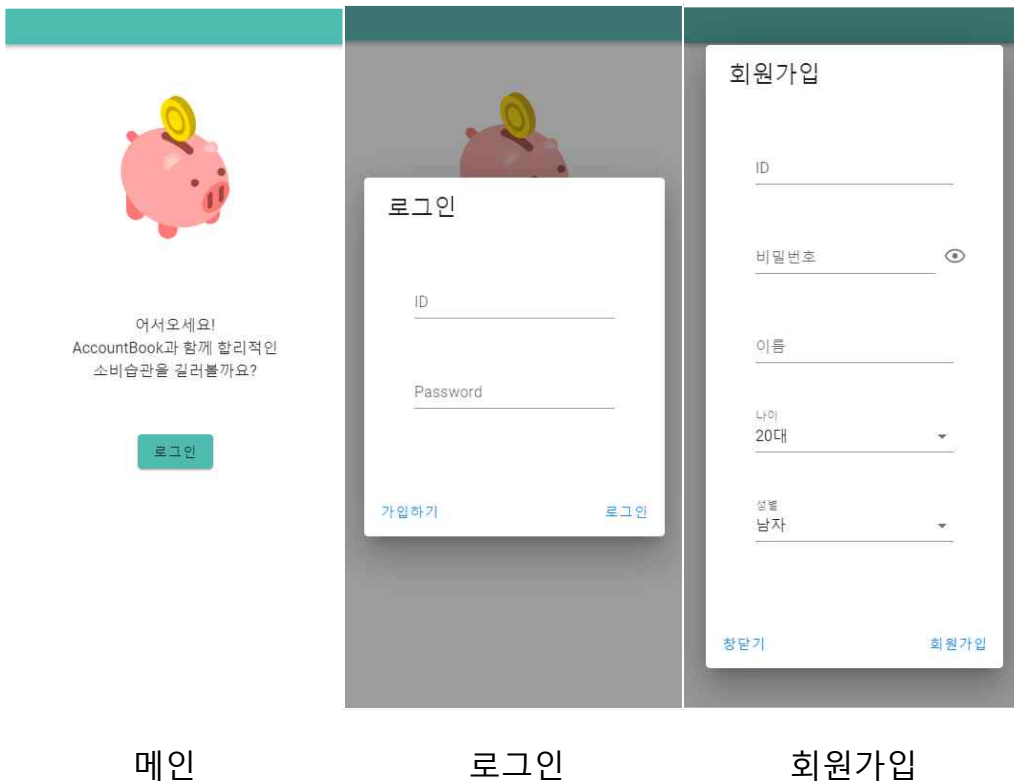 어서오세요!
AccountBook과 함께 합리적인
소비습관을 길러볼까요?
로그인
메인
로그인
ID
Password
가입하기 로그인
로그인
회원가입
ID
비밀번호
이름
나이
20대
성별
남자
창닫기 회원가입
회원가입